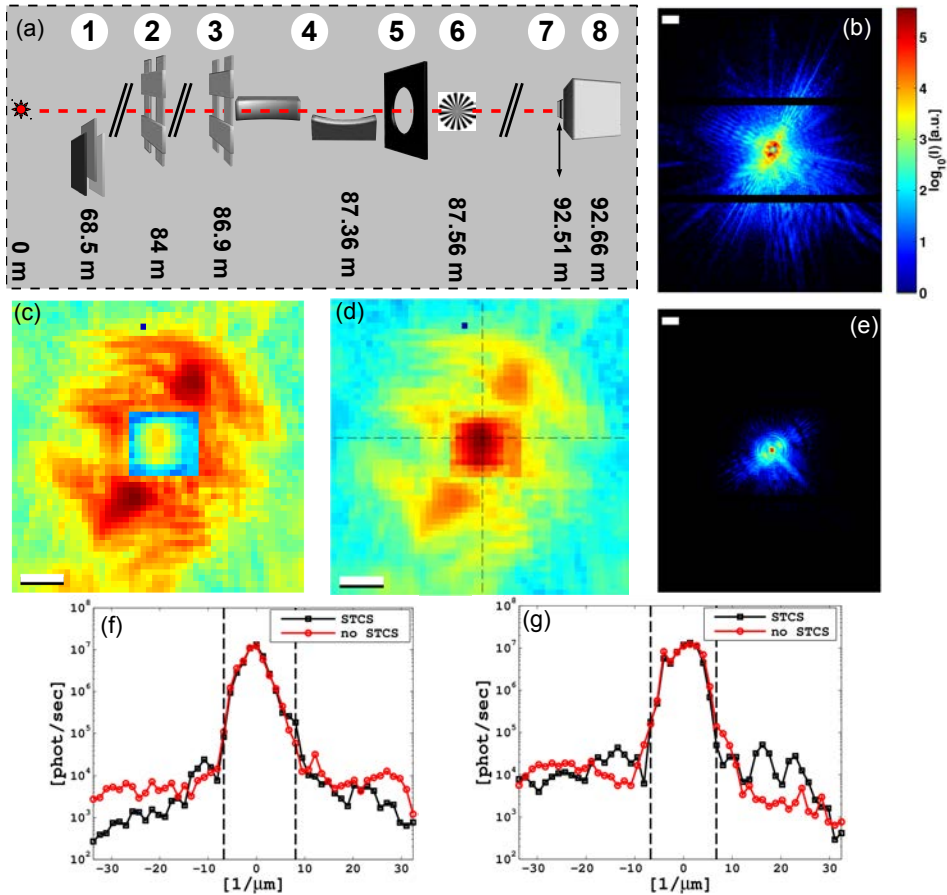 (a)
1 2 3 4 5 6 7 8
0 m
68.5 m
84 m
86.9 m
87.36 m
87.56 m
92.51 m
92.66 m
(b)
5
4
3
2
1
0
log10(I) [a.u.]
(c)
(d)
(e)
(f)
STCS
no STCS
10^8
10^7
10^6
10^5
10^4
10^3
10^2
[phot/sec]
−30 −20 −10 0 10 20 30
[1/μm]
(g)
STCS
no STCS
10^8
10^7
10^6
10^5
10^4
10^3
10^2
[phot/sec]
−30 −20 −10 0 10 20 30
[1/μm]